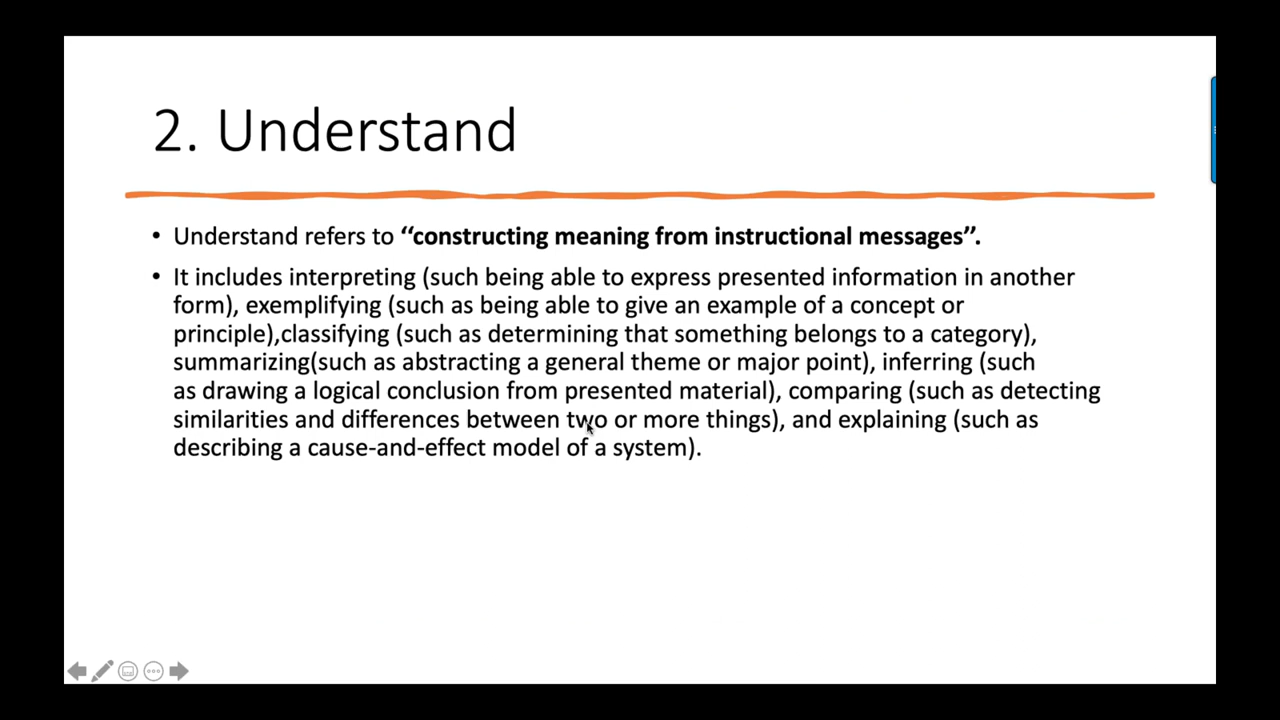 2. Understand
• Understand refers to “constructing meaning from instructional messages”.
• It includes interpreting (such being able to express presented information in another
form), exemplifying (such as being able to give an example of a concept or
principle),classifying (such as determining that something belongs to a category),
summarizing(such as abstracting a general theme or major point), inferring (such
as drawing a logical conclusion from presented material), comparing (such as detecting
similarities and differences between two or more things), and explaining (such as
describing a cause-and-effect model of a system).